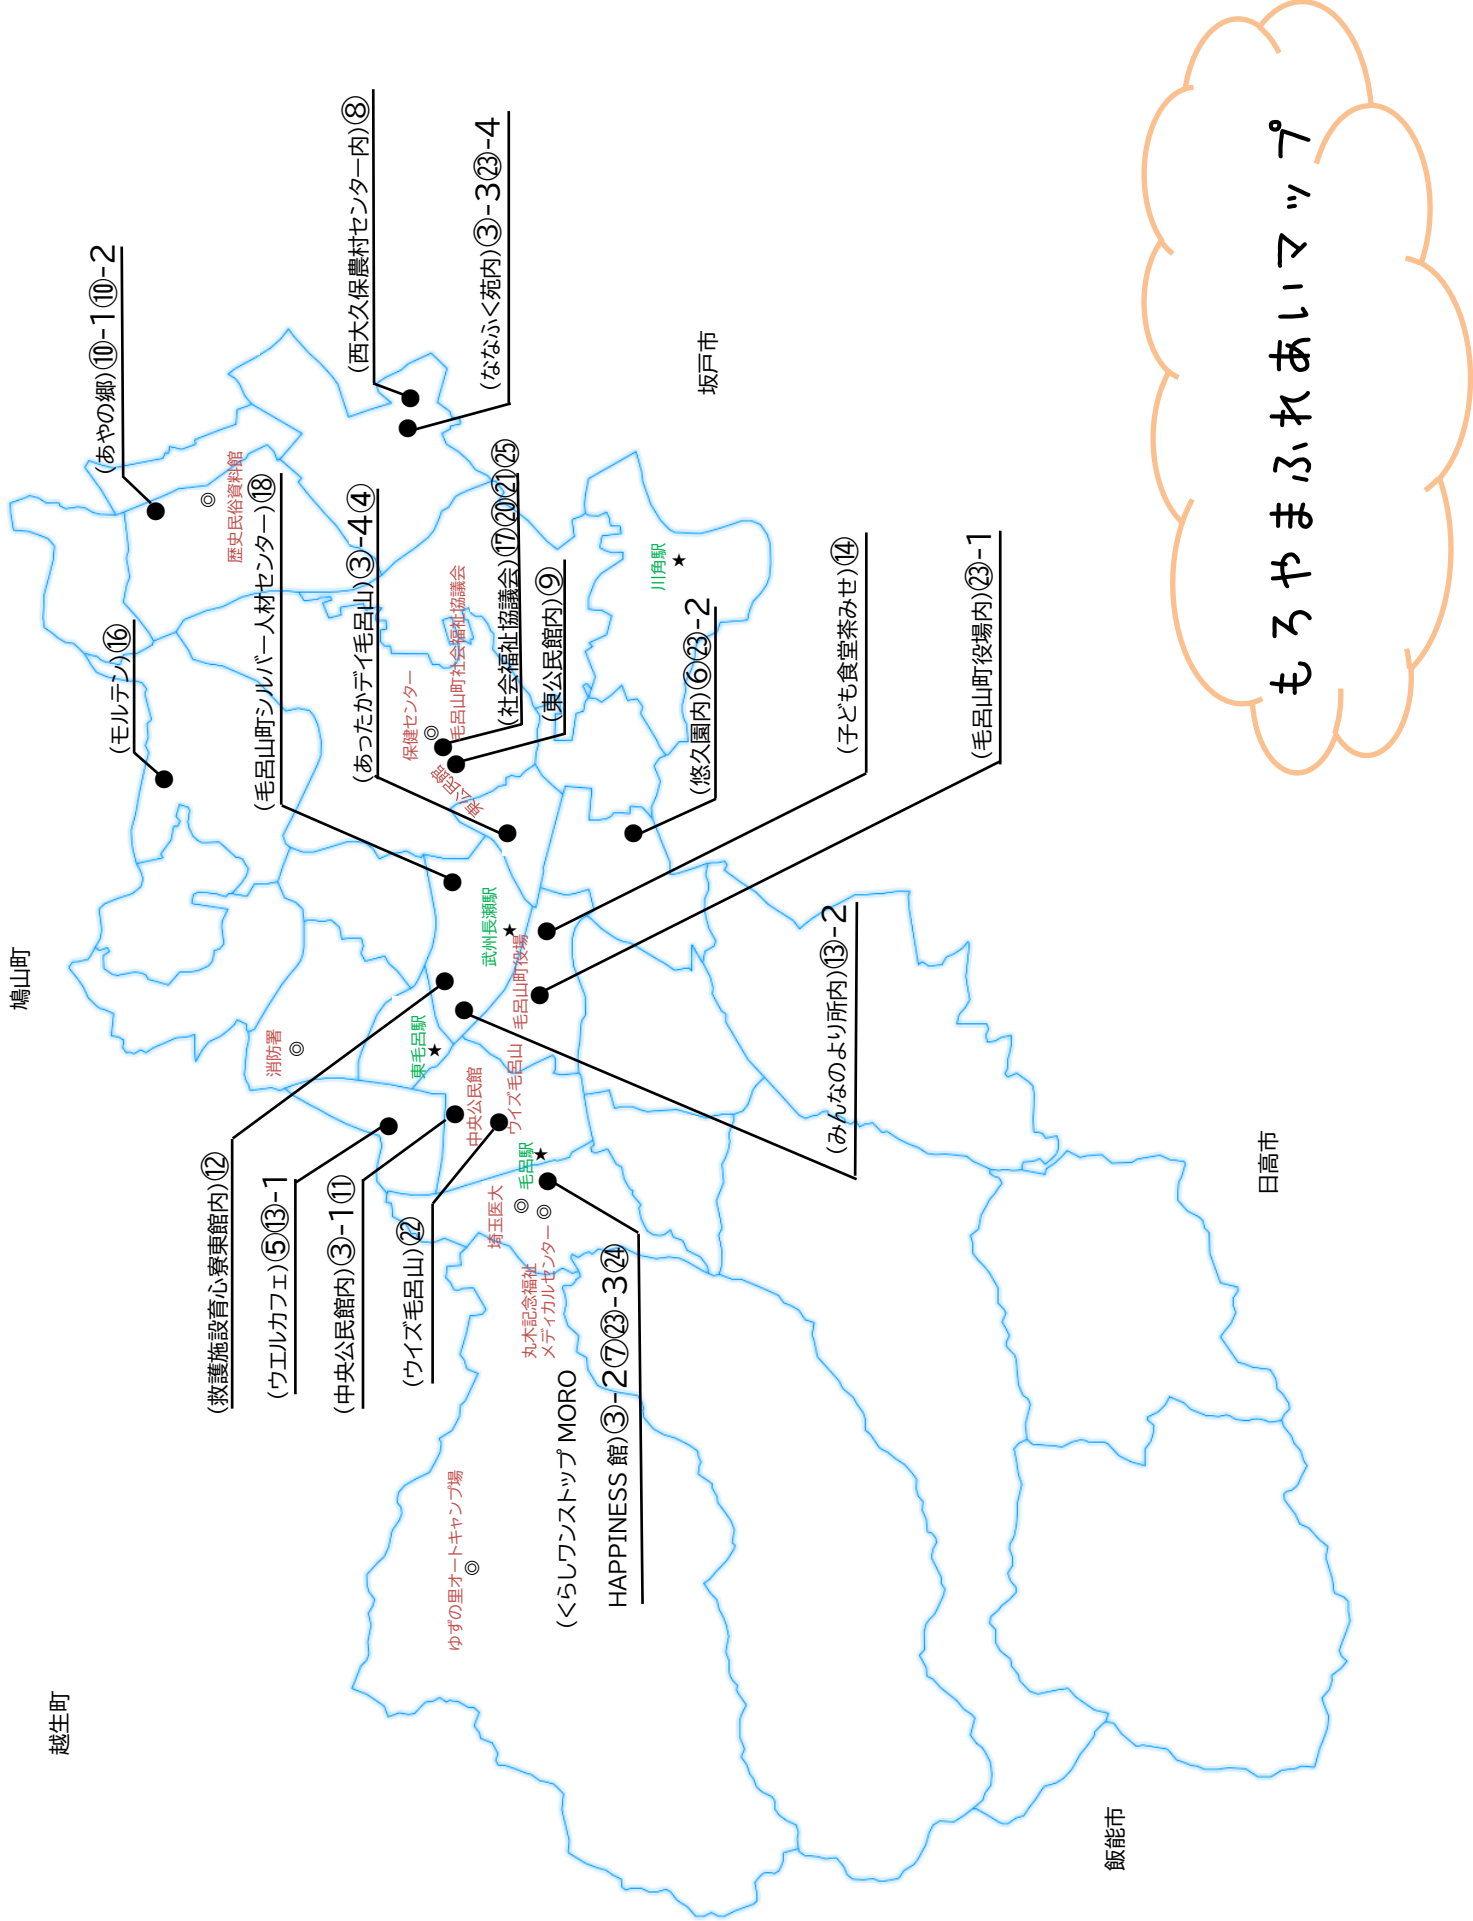 もろやまふれあいマップ
越生町
鳩山町
坂戸市
日高市
飯能市
(あやの郷)⑩-1⑩-2
(西大久保農村センター内)⑧
(ななふく苑内)③-3㉓-4
歴史民俗資料館
◎
(モルテン)⑯
(毛呂山町シルバー人材センター)⑱
(あったかデイ毛呂山)③-4④
(社会福祉協議会)⑰⑳㉑㉕
(東公民館内)⑨
保健センター
◎
毛呂山町社会福祉協議会
東公民館
川角駅
★
(悠久園内)⑥㉓-2
(子ども食堂茶みせ)⑭
(毛呂山町役場内)㉓-1
武州長瀬駅
★
毛呂山町役場
消防署
◎
東毛呂駅
★
中央公民館
ウイズ毛呂山
毛呂駅
★
埼玉医大
◎
◎
丸木記念福祉
メディカルセンター
(みんなのより所内)⑬-2
(救護施設育心寮東館内)⑫
(ウエルカフェ)⑤⑬-1
(中央公民館内)③-1⑪
(ウイズ毛呂山)㉒
(くらしワンストップ MORO
HAPPINESS 館)③-2⑦㉓-3㉔
ゆずの里オートキャンプ場
◎